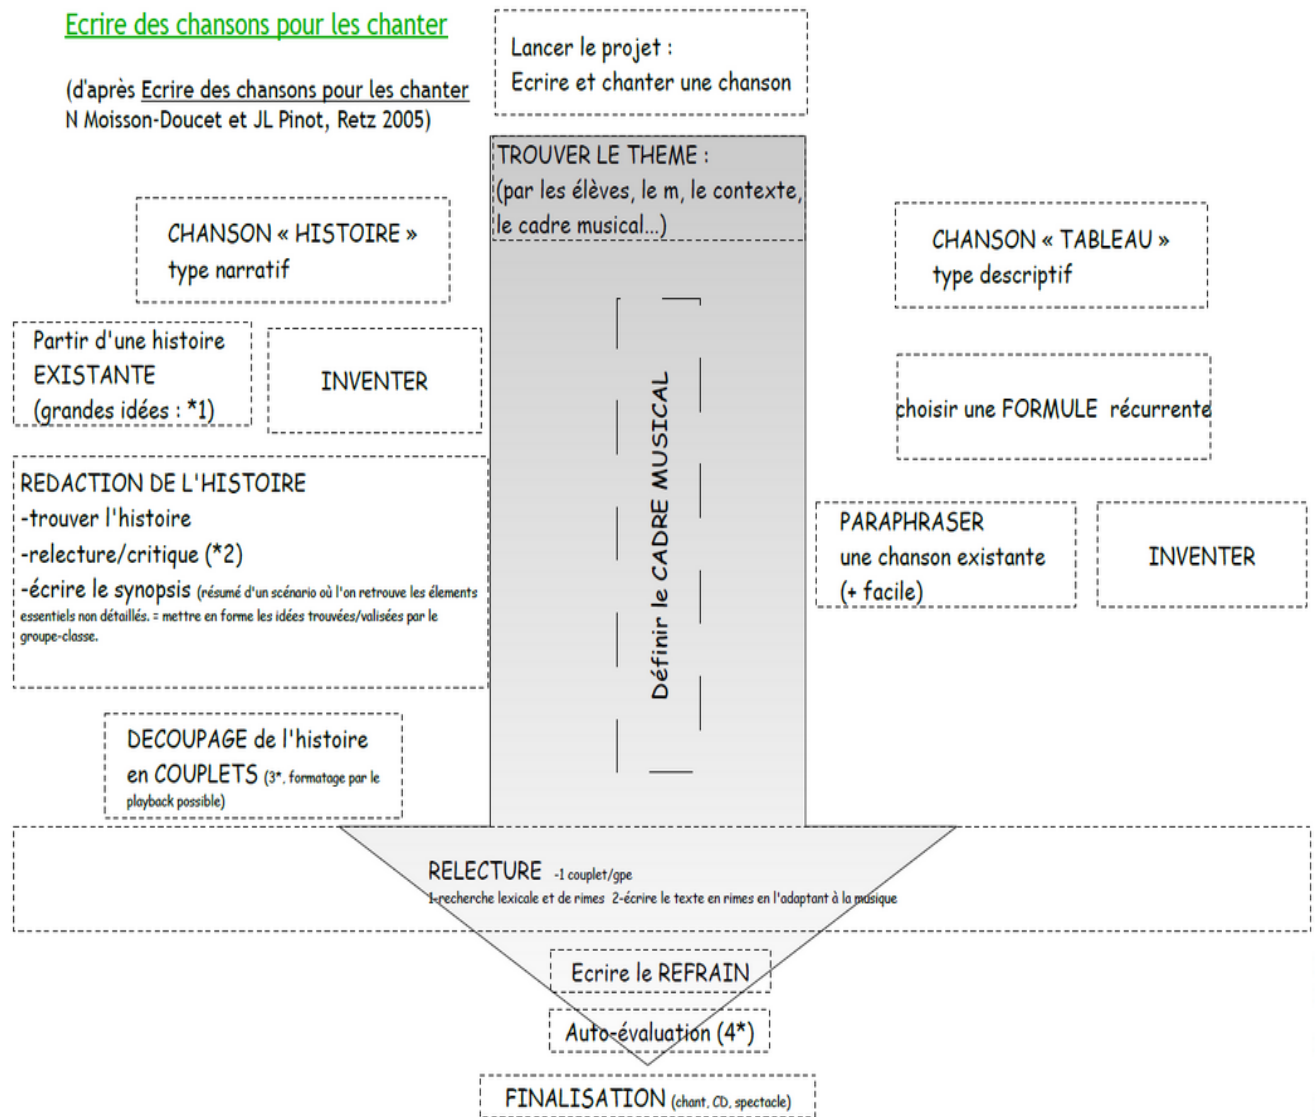 Ecrire des chansons pour les chanter
(d'après Ecrire des chansons pour les chanter
N Moisson-Doucet et JL Pinot, Retz 2005)
Lancer le projet :
Ecrire et chanter une chanson
TROUVER LE THEME :
(par les élèves, le m, le contexte,
le cadre musical...)
CHANSON « HISTOIRE »
type narratif
CHANSON « TABLEAU »
type descriptif
Partir d'une histoire
EXISTANTE
(grandes idées : *1)
INVENTER
choisir une FORMULE récurrente
Définir le CADRE MUSICAL
REDACTION DE L'HISTOIRE
-trouver l'histoire
-relecture/critique (*2)
-écrire le synopsis (résumé d'un scénario où l'on retrouve les élements
essentiels non détaillés. = mettre en forme les idées trouvées/valisées par le
groupe-classe.
PARAPHRASER
une chanson existante
(+ facile)
INVENTER
DECOUPAGE de l'histoire
en COUPLETS (3*, formatage par le
playback possible)
RELECTURE -1 couplet/gpe
1-recherche lexicale et de rimes 2-écrire le texte en rimes en l'adaptant à la musique
Ecrire le REFRAIN
Auto-évaluation (4*)
FINALISATION (chant, CD, spectacle)